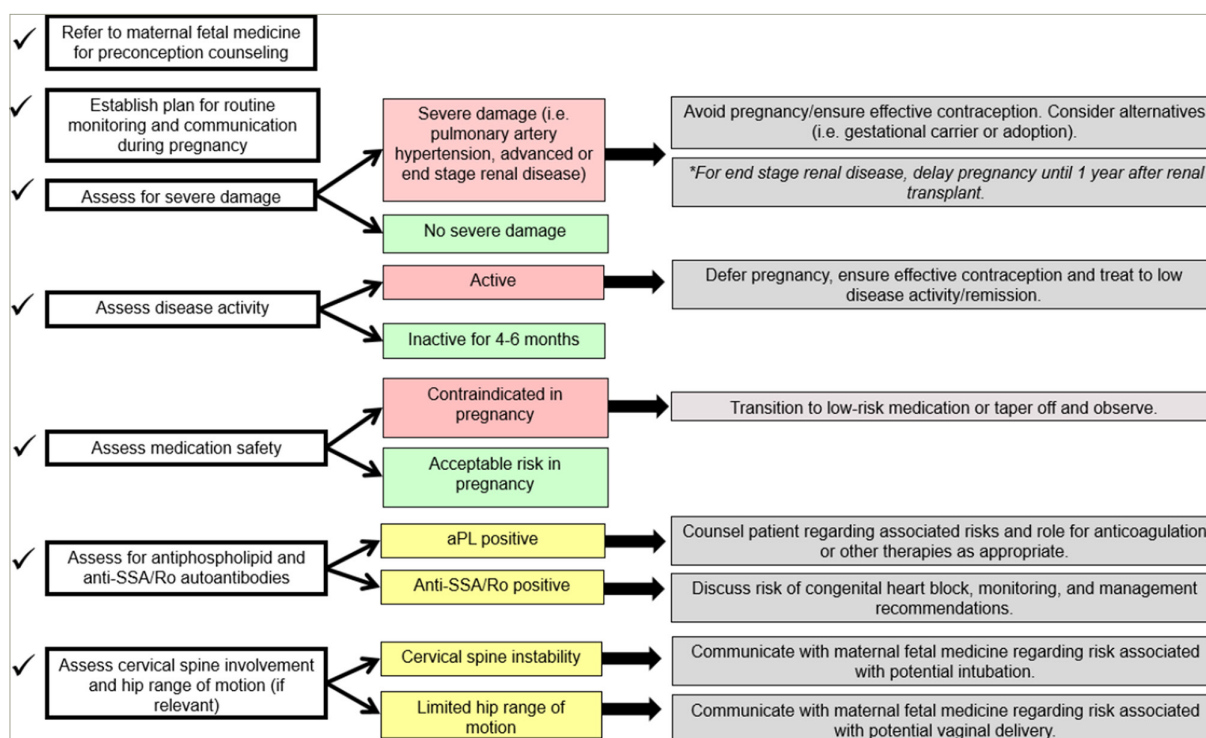 ✓
Refer to maternal fetal medicine
for preconception counseling
✓
Establish plan for routine
monitoring and communication
during pregnancy
✓
Assess for severe damage
Severe damage (i.e.
pulmonary artery
hypertension, advanced or
end stage renal disease)
Avoid pregnancy/ensure effective contraception. Consider alternatives
(i.e. gestational carrier or adoption).
*For end stage renal disease, delay pregnancy until 1 year after renal
transplant.
No severe damage
✓
Assess disease activity
Active
Defer pregnancy, ensure effective contraception and treat to low
disease activity/remission.
Inactive for 4-6 months
✓
Assess medication safety
Contraindicated in
pregnancy
Transition to low-risk medication or taper off and observe.
Acceptable risk in
pregnancy
✓
Assess for antiphospholipid and
anti-SSA/Ro autoantibodies
aPL positive
Counsel patient regarding associated risks and role for anticoagulation
or other therapies as appropriate.
Anti-SSA/Ro positive
Discuss risk of congenital heart block, monitoring, and management
recommendations.
✓
Assess cervical spine involvement
and hip range of motion (if
relevant)
Cervical spine instability
Communicate with maternal fetal medicine regarding risk associated
with potential intubation.
Limited hip range of
motion
Communicate with maternal fetal medicine regarding risk associated
with potential vaginal delivery.